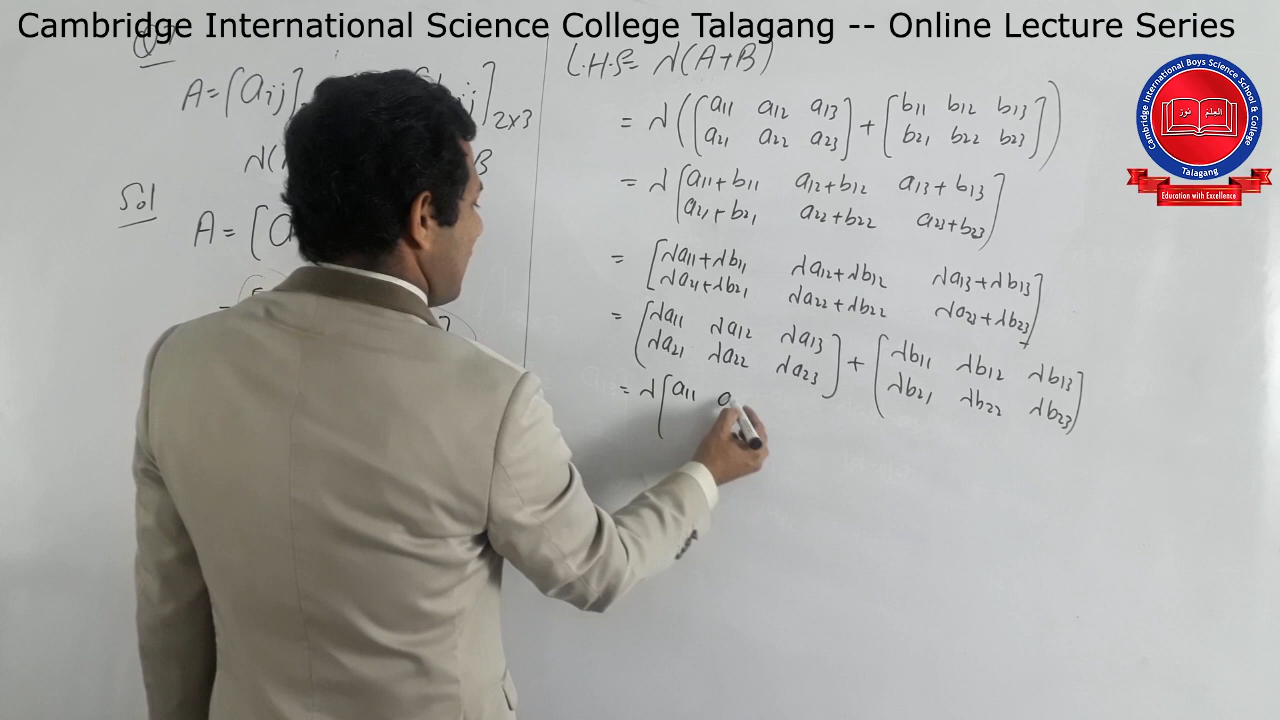 Cambridge International Science College Talagang -- Online Lecture Series
Q
A = [aij]
ij]2x3
λ(
B
Sol
A = [a
L.H.S = λ(A+B)
= λ([a11 a12 a13] + [b11 b12 b13])
a21 a22 a23 b21 b22 b23
= λ[a11+b11 a12+b12 a13+b13]
a21+b21 a22+b22 a23+b23
= [λa11+λb11 λa12+λb12 λa13+λb13]
λa21+λb21 λa22+λb22 λa23+λb23
= [λa11 λa12 λa13] + [λb11 λb12 λb13]
λa21 λa22 λa23 λb21 λb22 λb23
= λ[a11 a
Cambridge International Boys Science School & College
العلم نور
Talagang
Education with Excellence